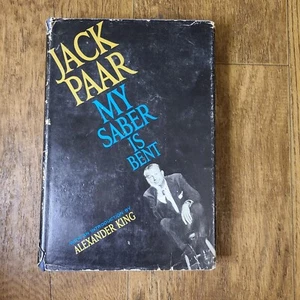 JACK
PAAR
MY
SABER
IS
BENT
ALEXANDER KING